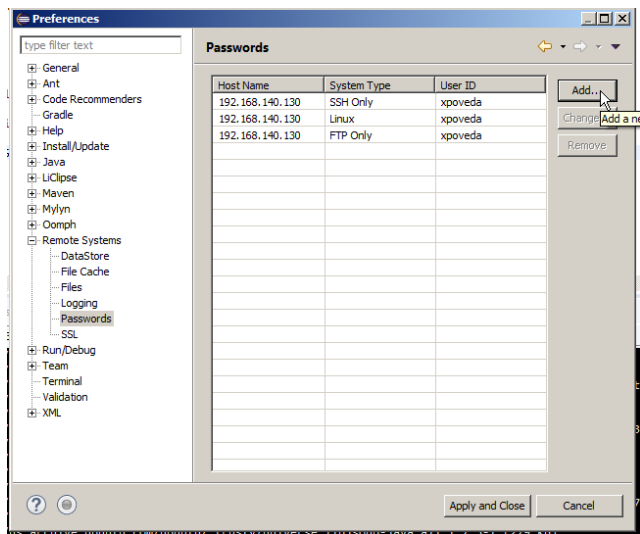 Preferences
type filter text
Passwords
General
Ant
Code Recommenders
Gradle
Help
Install/Update
Java
LiClipse
Maven
Mylyn
Oomph
Remote Systems
DataStore
File Cache
Files
Logging
Passwords
SSL
Run/Debug
Team
Terminal
Validation
XML
Host Name System Type User ID
192.168.140.130 SSH Only xpoveda
192.168.140.130 Linux xpoveda
192.168.140.130 FTP Only xpoveda
Add...
Change
Add a ne
Remove
Apply and Close
Cancel